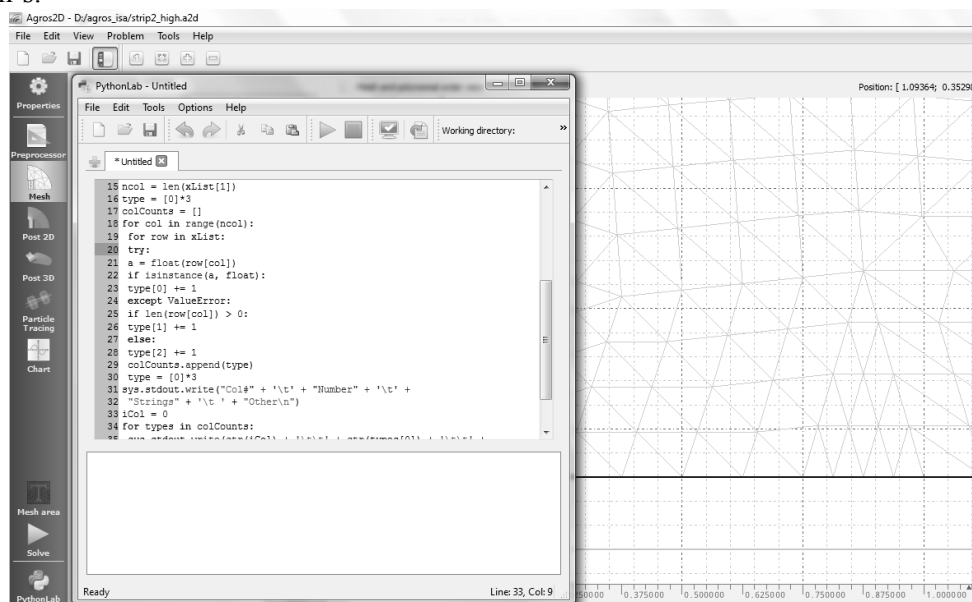 Agros2D - D:/agros_isa/strip2_high.a2d
File Edit View Problem Tools Help
Properties
Preprocessor
Mesh
Post 2D
Post 3D
Particle
Tracing
Chart
Mesh area
Solve
PythonLab
PythonLab - Untitled
File Edit Tools Options Help
Working directory: »
* Untitled
15 ncol = len(xList[1])
16 type = [0]*3
17 colCounts = []
18 for col in range(ncol):
19 for row in xList:
20 try:
21 a = float(row[col])
22 if isinstance(a, float):
23 type[0] += 1
24 except ValueError:
25 if len(row[col]) > 0:
26 type[1] += 1
27 else:
28 type[2] += 1
29 colCounts.append(type)
30 type = [0]*3
31 sys.stdout.write("Col#" + '\t' + "Number" + '\t' +
32 "Strings" + '\t ' + "Other\n")
33 iCol = 0
34 for types in colCounts:
Ready Line: 33, Col: 9
Position: [ 1.09364; 0.3529
0.375000 0.500000 0.625000 0.750000 0.875000 1.000000